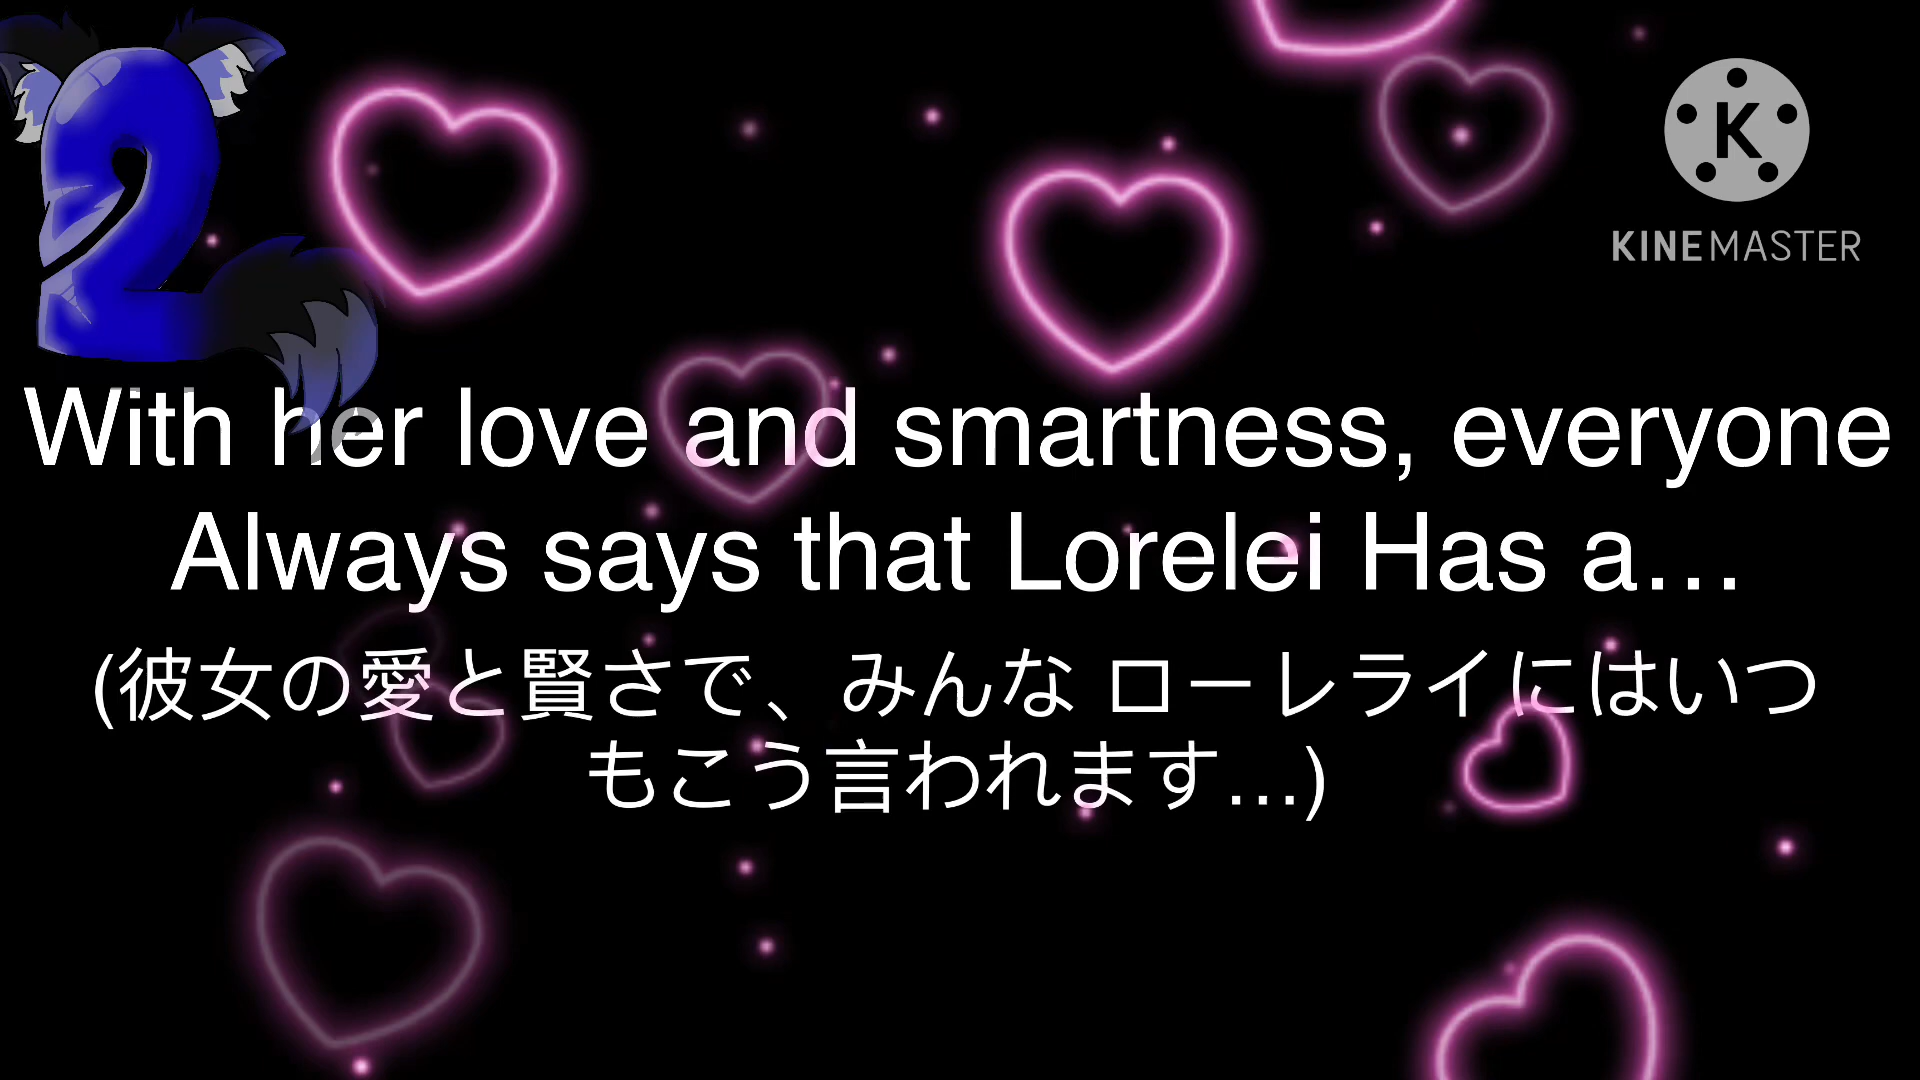 2
K
KINEMASTER
With her love and smartness, everyone
Always says that Lorelei Has a…
(彼女の愛と賢さで、みんな ローレライにはいつ
もこう言われます…)